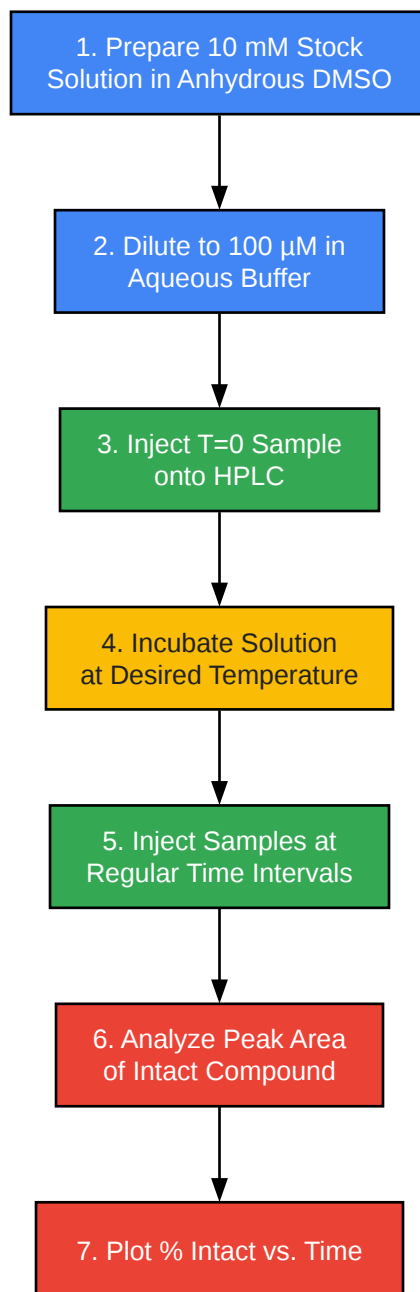 1. Prepare 10 mM Stock
Solution in Anhydrous DMSO
2. Dilute to 100 µM in
Aqueous Buffer
3. Inject T=0 Sample
onto HPLC
4. Incubate Solution
at Desired Temperature
5. Inject Samples at
Regular Time Intervals
6. Analyze Peak Area
of Intact Compound
7. Plot % Intact vs. Time